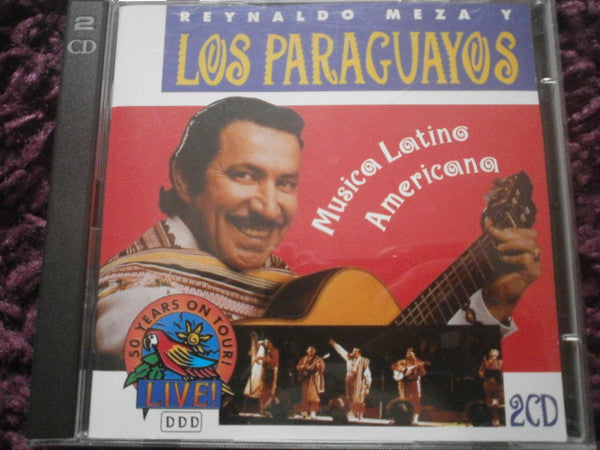 2
CD
REYNALDO MEZA Y
LOS PARAGUAYOS
Musica Latino
Americana
50 YEARS ON TOUR!
LIVE!
DDD
2CD